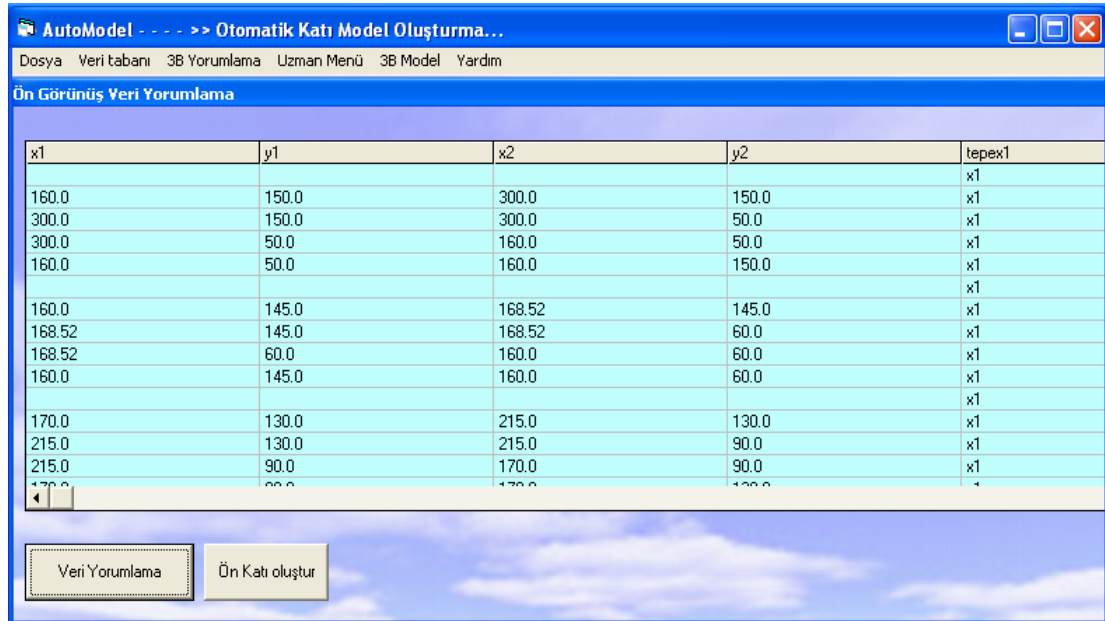 AutoModel - - - - >> Otomatik Katı Model Oluşturma...
Dosya Veri tabanı 3B Yorumlama Uzman Menü 3B Model Yardım
Ön Görünüş Veri Yorumlama
x1 y1 x2 y2 tepex1
x1
160.0 150.0 300.0 150.0 x1
300.0 150.0 300.0 50.0 x1
300.0 50.0 160.0 50.0 x1
160.0 50.0 160.0 150.0 x1
x1
160.0 145.0 168.52 145.0 x1
168.52 145.0 168.52 60.0 x1
168.52 60.0 160.0 60.0 x1
160.0 145.0 160.0 60.0 x1
x1
170.0 130.0 215.0 130.0 x1
215.0 130.0 215.0 90.0 x1
215.0 90.0 170.0 90.0 x1
Veri Yorumlama Ön Katı oluştur